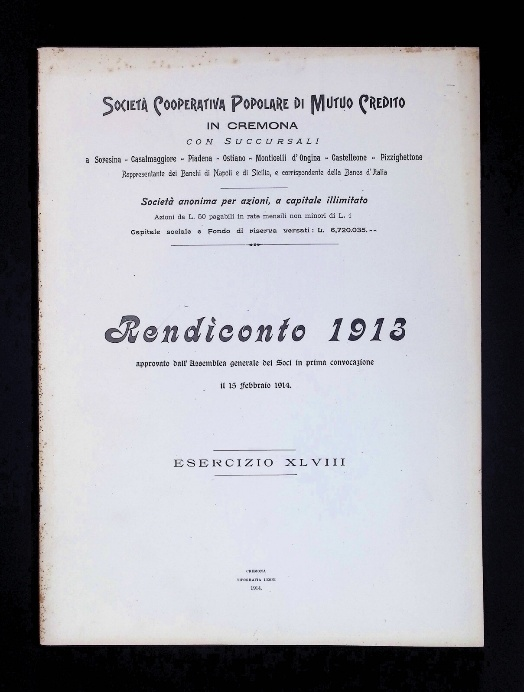 SOCIETÀ COOPERATIVA POPOLARE DI MUTUO CREDITO
IN CREMONA
CON SUCCURSALI
a Soresina - Casalmaggiore - Piadena - Ostiano - Monticelli d'Ongina - Castelleone - Pizzighettone
Rappresentante dei Banchi di Napoli e di Sicilia, e corrispondente della Banca d'Italia
Società anonima per azioni, a capitale illimitato
Azioni da L. 50 pagabili in rate mensili non minori di L. 1
Capitale sociale e Fondo di riserva versati: L. 6,720.035.--
Rendiconto 1913
approvato dall'Assemblea generale dei Soci in prima convocazione
il 15 febbraio 1914.
ESERCIZIO XLVIII
CREMONA
TIPOGRAFIA
1914.